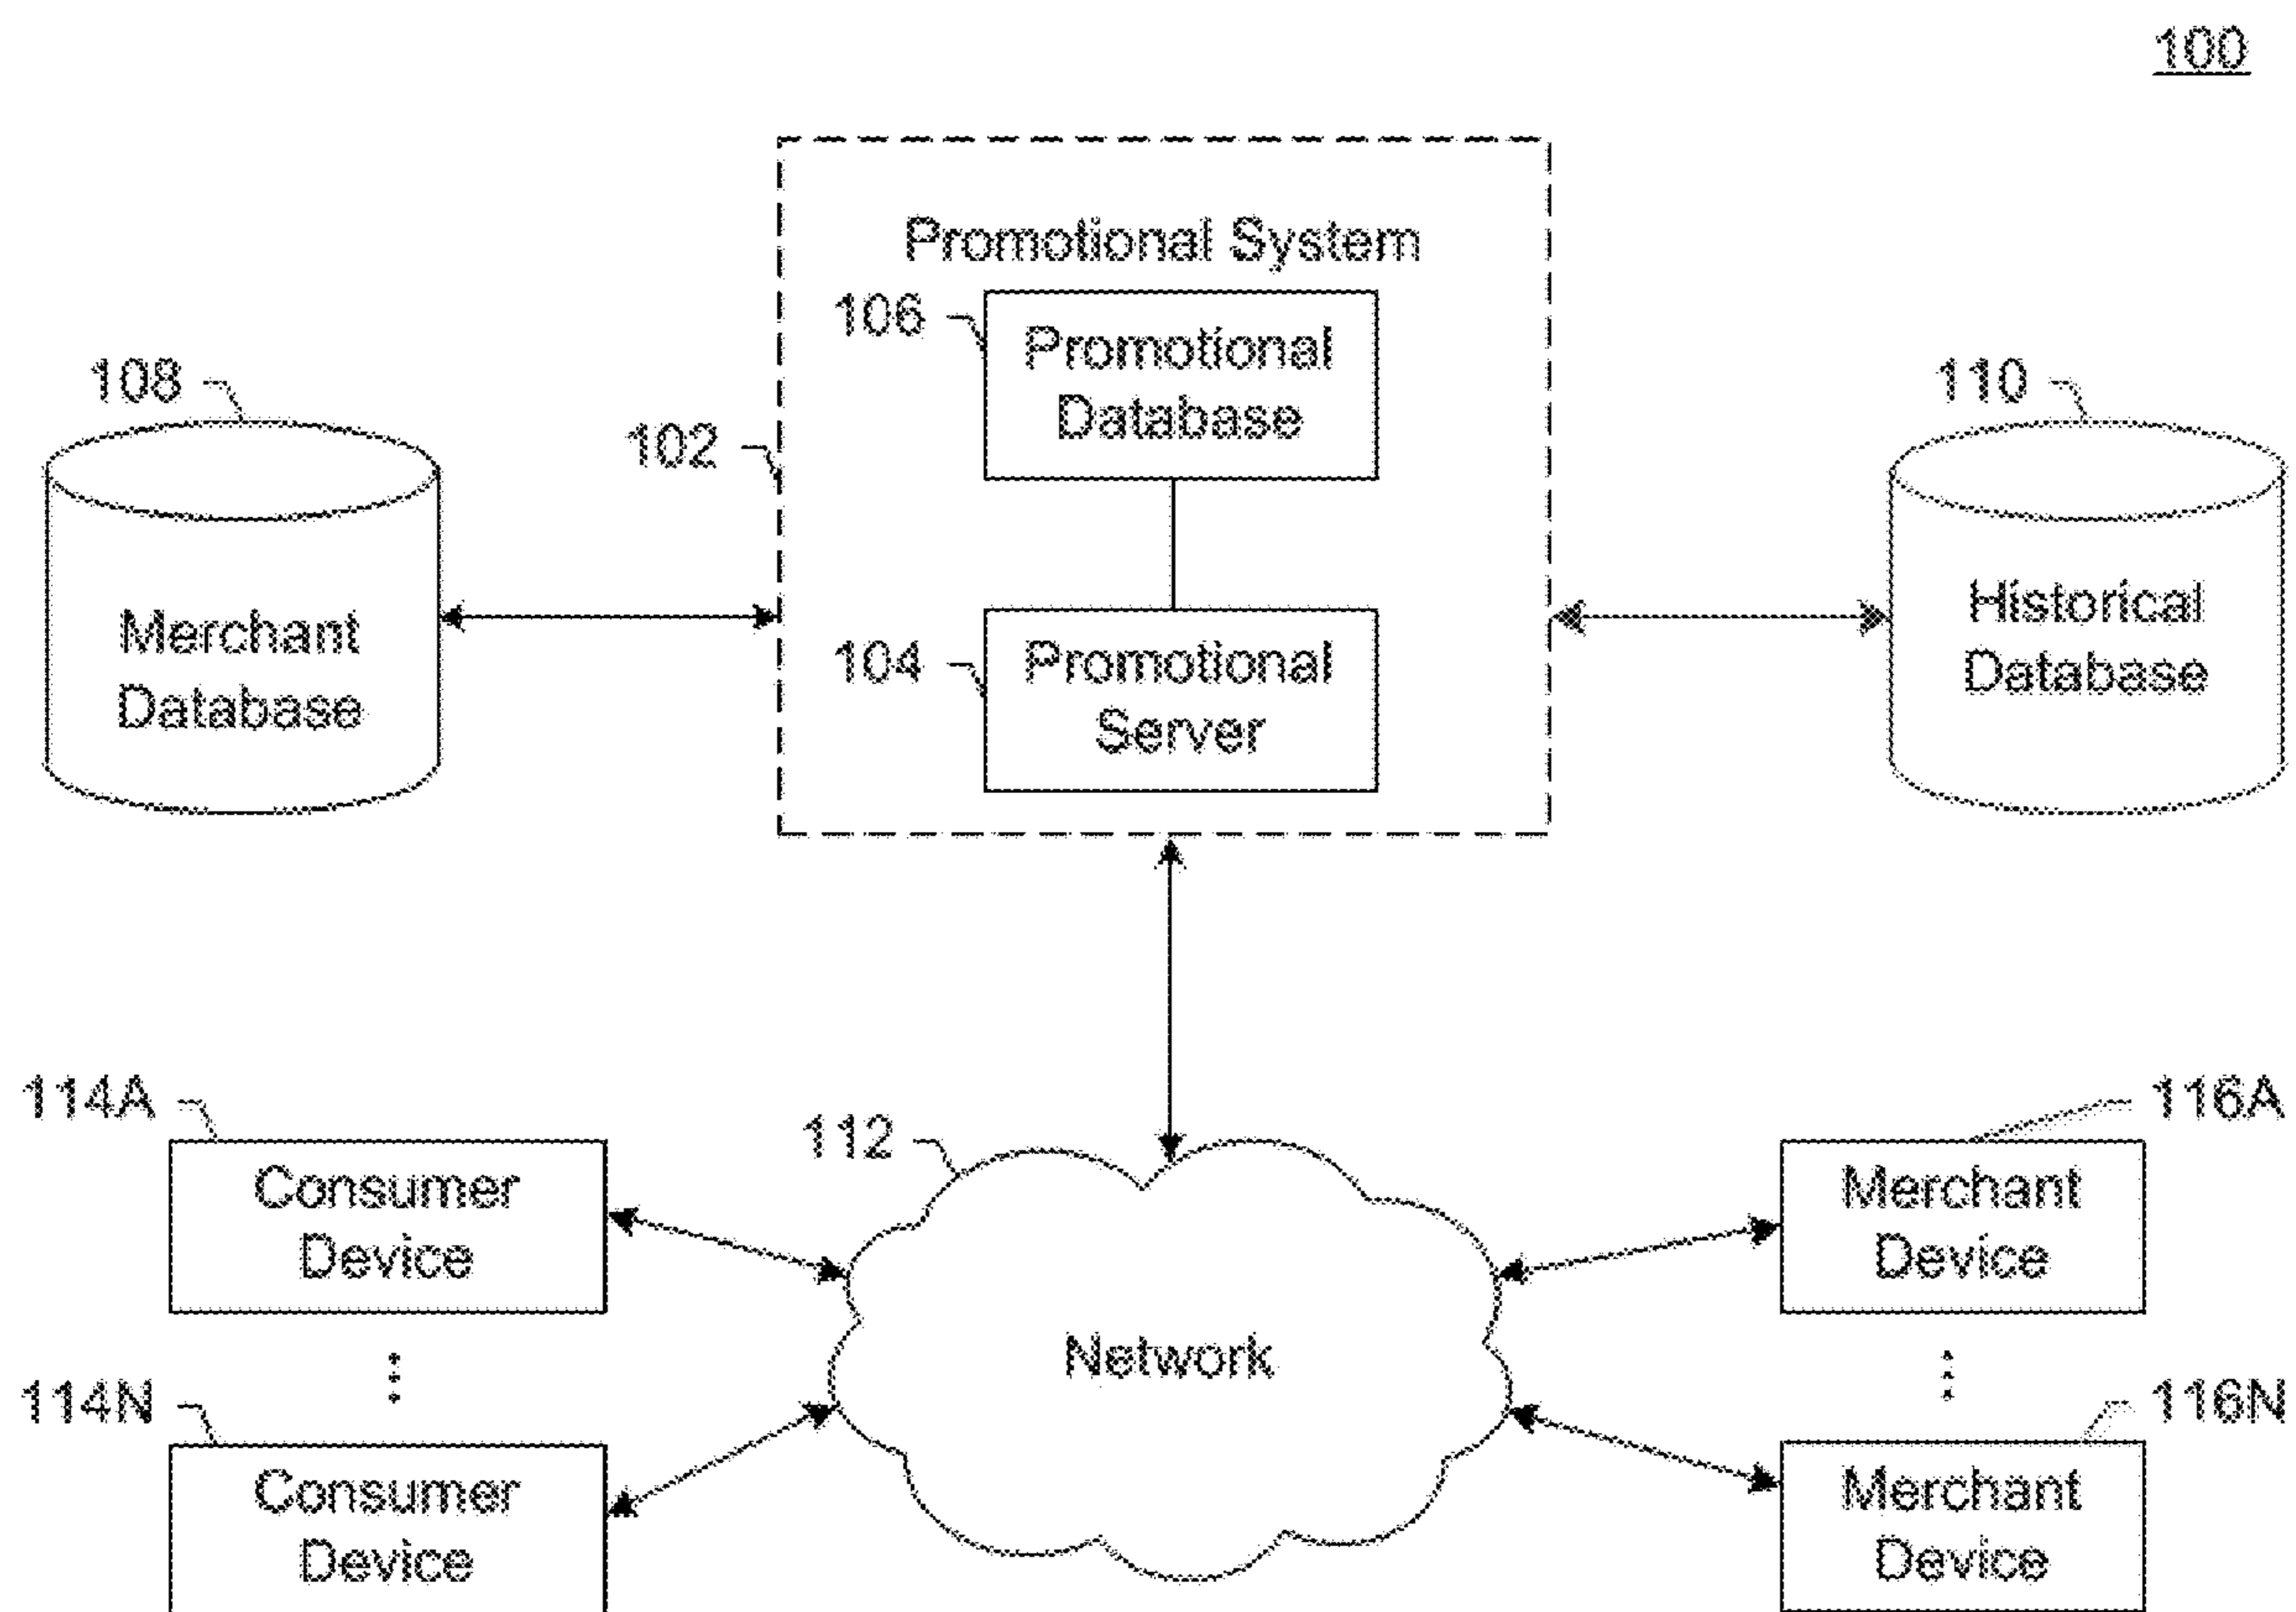 100
Promotional System
106
Promotional
Database
108
110
102
Merchant
Database
104
Promotional
Server
Historical
Database
114A
112
116A
Consumer
Device
Merchant
Device
Network
114N
116N
Consumer
Device
Merchant
Device